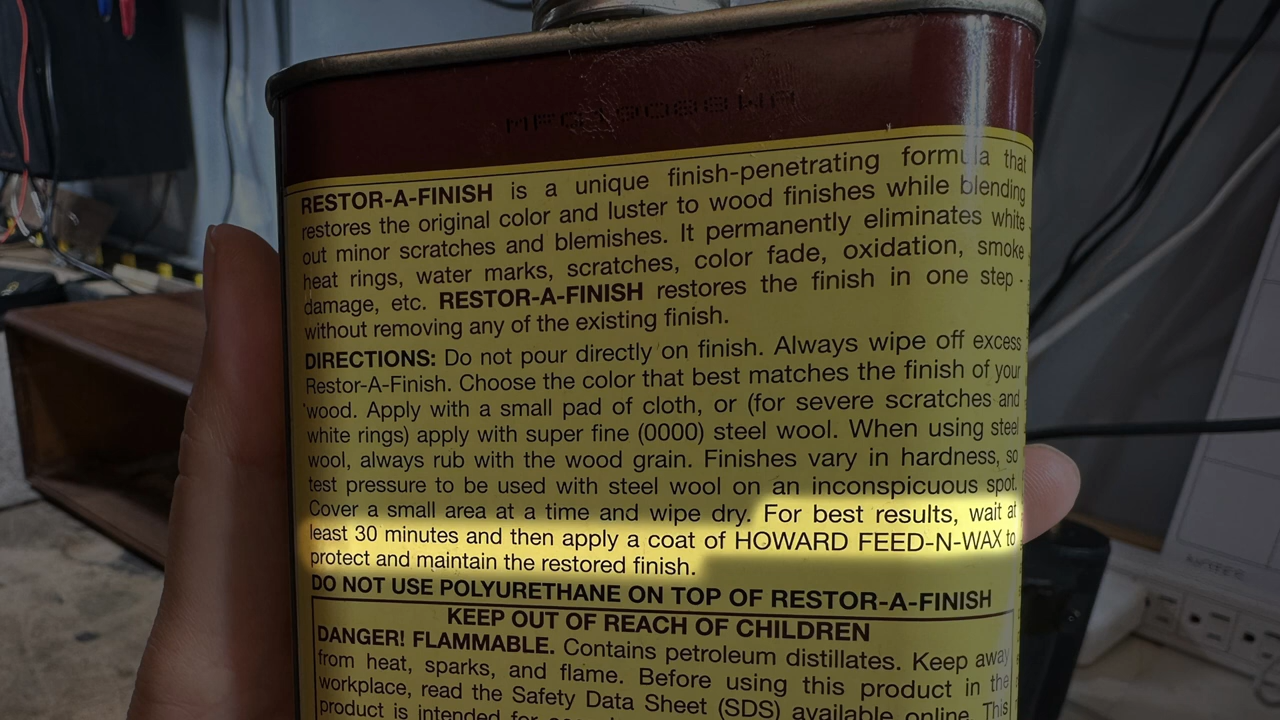 RESTOR-A-FINISH is a unique finish-penetrating formula that
restores the original color and luster to wood finishes while blending
out minor scratches and blemishes. It permanently eliminates white
heat rings, water marks, scratches, color fade, oxidation, smoke
damage, etc. RESTOR-A-FINISH restores the finish in one step -
without removing any of the existing finish.
DIRECTIONS: Do not pour directly on finish. Always wipe off excess
Restor-A-Finish. Choose the color that best matches the finish of your
wood. Apply with a small pad of cloth, or (for severe scratches and
white rings) apply with super fine (0000) steel wool. When using steel
wool, always rub with the wood grain. Finishes vary in hardness, so
test pressure to be used with steel wool on an inconspicuous spot.
Cover a small area at a time and wipe dry. For best results, wait at
least 30 minutes and then apply a coat of HOWARD FEED-N-WAX to
protect and maintain the restored finish.
DO NOT USE POLYURETHANE ON TOP OF RESTOR-A-FINISH
KEEP OUT OF REACH OF CHILDREN
DANGER! FLAMMABLE. Contains petroleum distillates. Keep away
from heat, sparks, and flame. Before using this product in the
workplace, read the Safety Data Sheet (SDS) available online. This
product is intended for